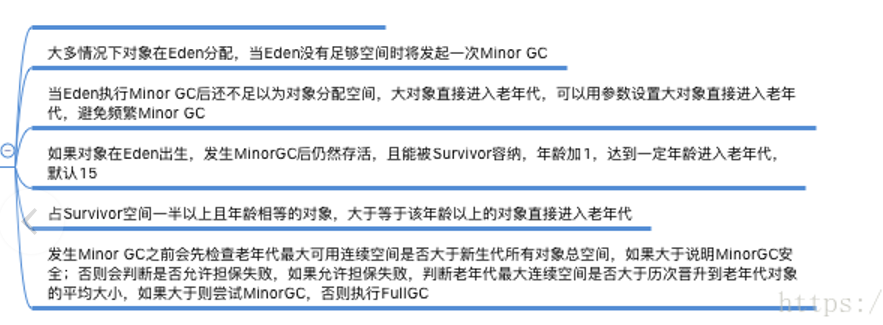 大多情况下对象在Eden分配，当Eden没有足够空间时将发起一次Minor GC
当Eden执行Minor GC后还不足以为对象分配空间，大对象直接进入老年代，可以用参数设置大对象直接进入老年
代，避免频繁Minor GC
如果对象在Eden出生，发生MinorGC后仍然存活，且能被Survivor容纳，年龄加1，达到一定年龄进入老年代，
默认15
占Survivor空间一半以上且年龄相等的对象，大于等于该年龄以上的对象直接进入老年代
发生Minor GC之前会先检查老年代最大可用连续空间是否大于新生代所有对象总空间，如果大于说明MinorGC安
全；否则会判断是否允许担保失败，如果允许担保失败，判断老年代最大连续空间是否大于历次晋升到老年代对象
的平均大小，如果大于则尝试MinorGC，否则执行FullGC
https:/